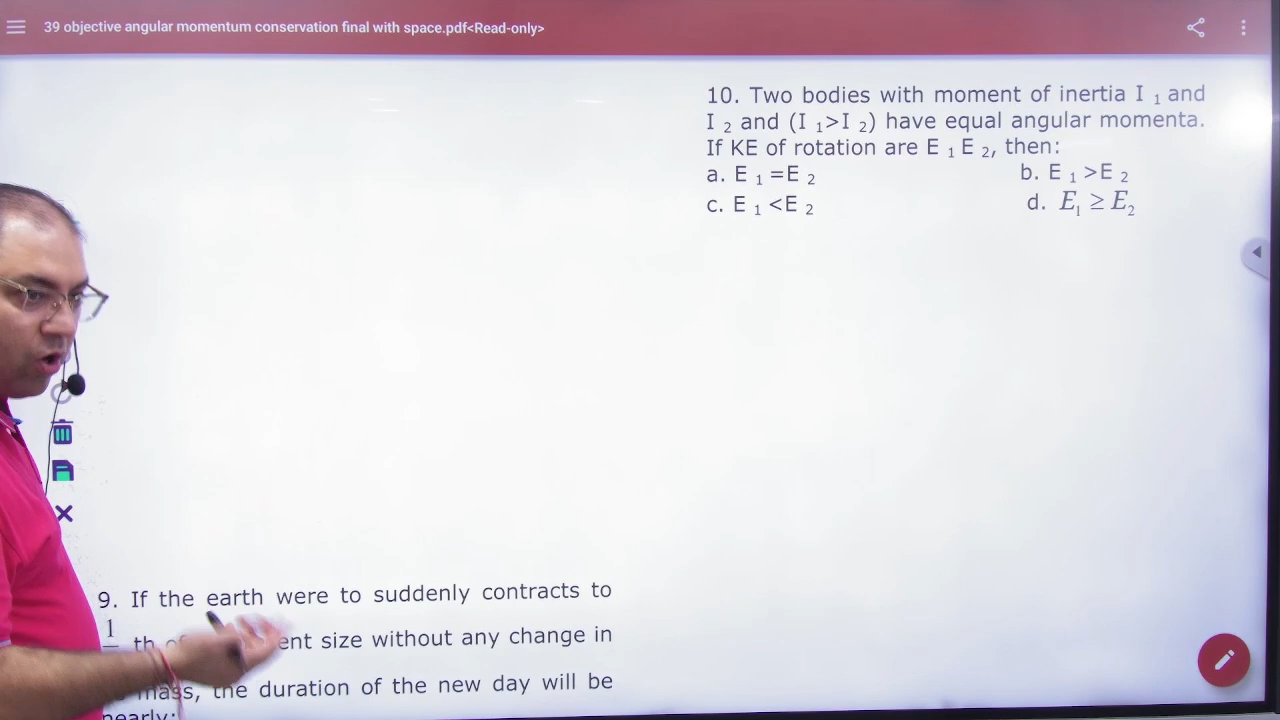 39 objective angular momentum conservation final with space.pdf<Read-only>
9. If the earth were to suddenly contracts to
1
th size without any change in
mass, the duration of the new day will be
nearly:
10. Two bodies with moment of inertia I 1 and
I 2 and (I 1>I 2) have equal angular momenta.
If KE of rotation are E 1 E 2, then:
a. E 1 =E 2 b. E 1 >E 2
c. E 1 <E 2 d. E1 ≥ E2